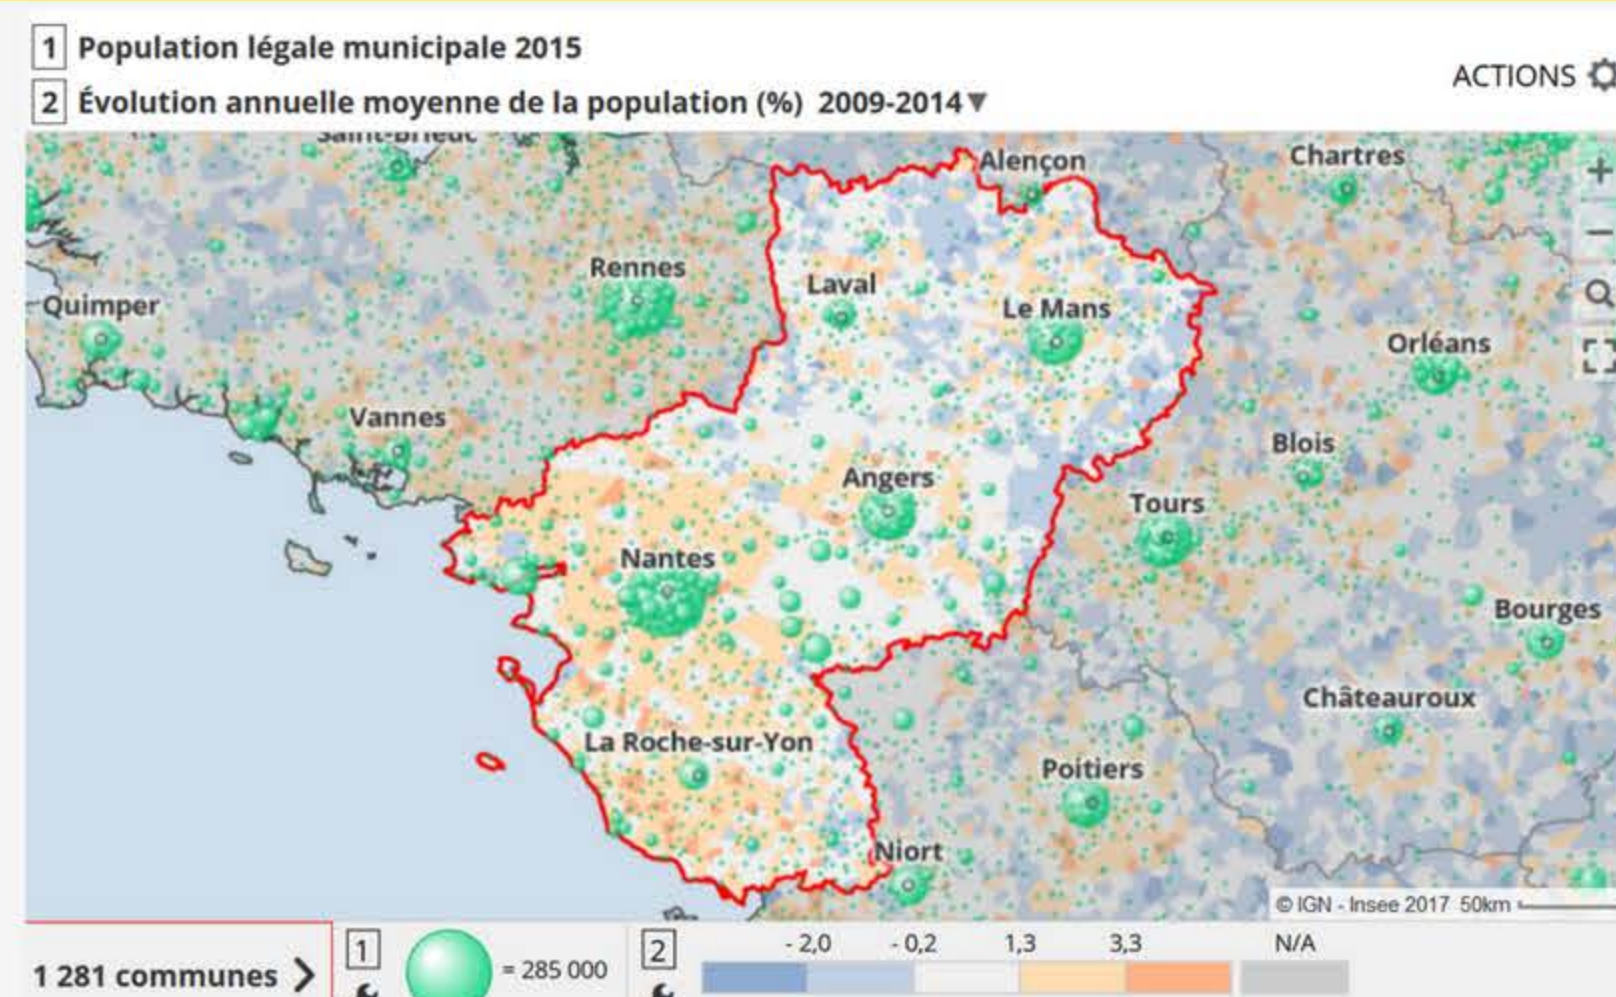 1 Population légale municipale 2015
ACTIONS
2 Évolution annuelle moyenne de la population (%) 2009-2014▼
Saint-Brieuc
Alençon
Chartres
+
−
Rennes
Laval
Quimper
Le Mans
Orléans
Vannes
Blois
Angers
Tours
Nantes
Bourges
Châteauroux
La Roche-sur-Yon
Poitiers
Niort
© IGN - Insee 2017 50km
1 281 communes
1
= 285 000
2
- 2,0 - 0,2 1,3 3,3 N/A